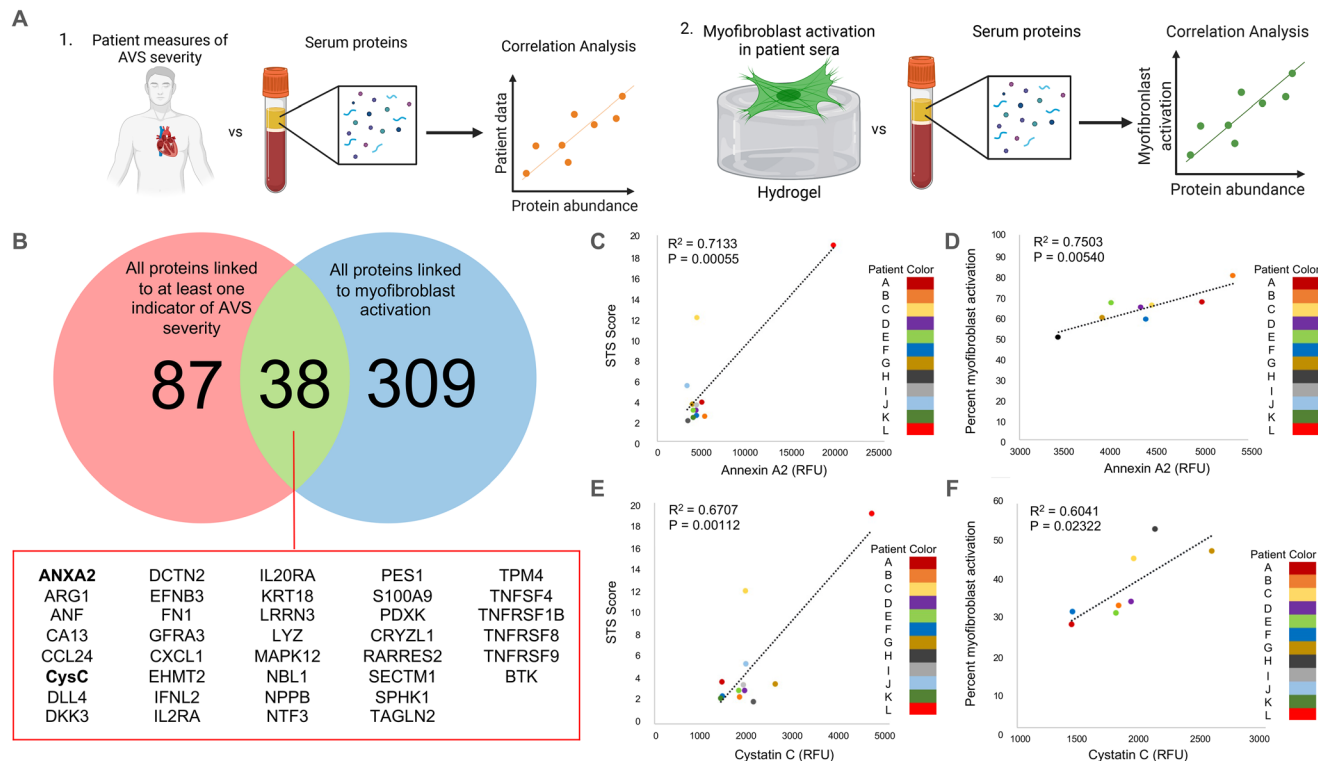 A
1.
Patient measures of
AVS severity
vs
Serum proteins
Correlation Analysis
Patient data
Protein abundance
2.
Myofibroblast activation
in patient sera
Hydrogel
vs
Serum proteins
Correlation Analysis
Myofibronlast
activation
Protein abundance
B
All proteins linked
to at least one
indicator of AVS
severity
All proteins linked
to myofibroblast
activation
87
38
309
ANXA2 DCTN2 IL20RA PES1 TPM4
ARG1 EFNB3 KRT18 S100A9 TNFSF4
ANF FN1 LRRN3 PDXK TNFRSF1B
CA13 GFRA3 LYZ CRYZL1 TNFRSF8
CCL24 CXCL1 MAPK12 RARRES2 TNFRSF9
CysC EHMT2 NBL1 SECTM1 BTK
DLL4 IFNL2 NPPB SPHK1
DKK3 IL2RA NTF3 TAGLN2
C
R² = 0.7133
P = 0.00055
STS Score
20
18
16
14
12
10
8
6
4
2
0
0 5000 10000 15000 20000 25000
Annexin A2 (RFU)
Patient Color
A
B
C
D
E
F
G
H
I
J
K
L
D
R² = 0.7503
P = 0.00540
Percent myofibroblast activation
100
90
80
70
60
50
40
30
20
10
0
3000 3500 4000 4500 5000 5500
Annexin A2 (RFU)
Patient Color
A
B
C
D
E
F
G
H
I
J
K
L
E
R² = 0.6707
P = 0.00112
STS Score
20
18
16
14
12
10
8
6
4
2
0
0 1000 2000 3000 4000 5000
Cystatin C (RFU)
Patient Color
A
B
C
D
E
F
G
H
I
J
K
L
F
R² = 0.6041
P = 0.02322
Percent myofibroblast activation
60
50
40
30
20
10
0
1000 1500 2000 2500 3000
Cystatin C (RFU)
Patient Color
A
B
C
D
E
F
G
H
I
J
K
L